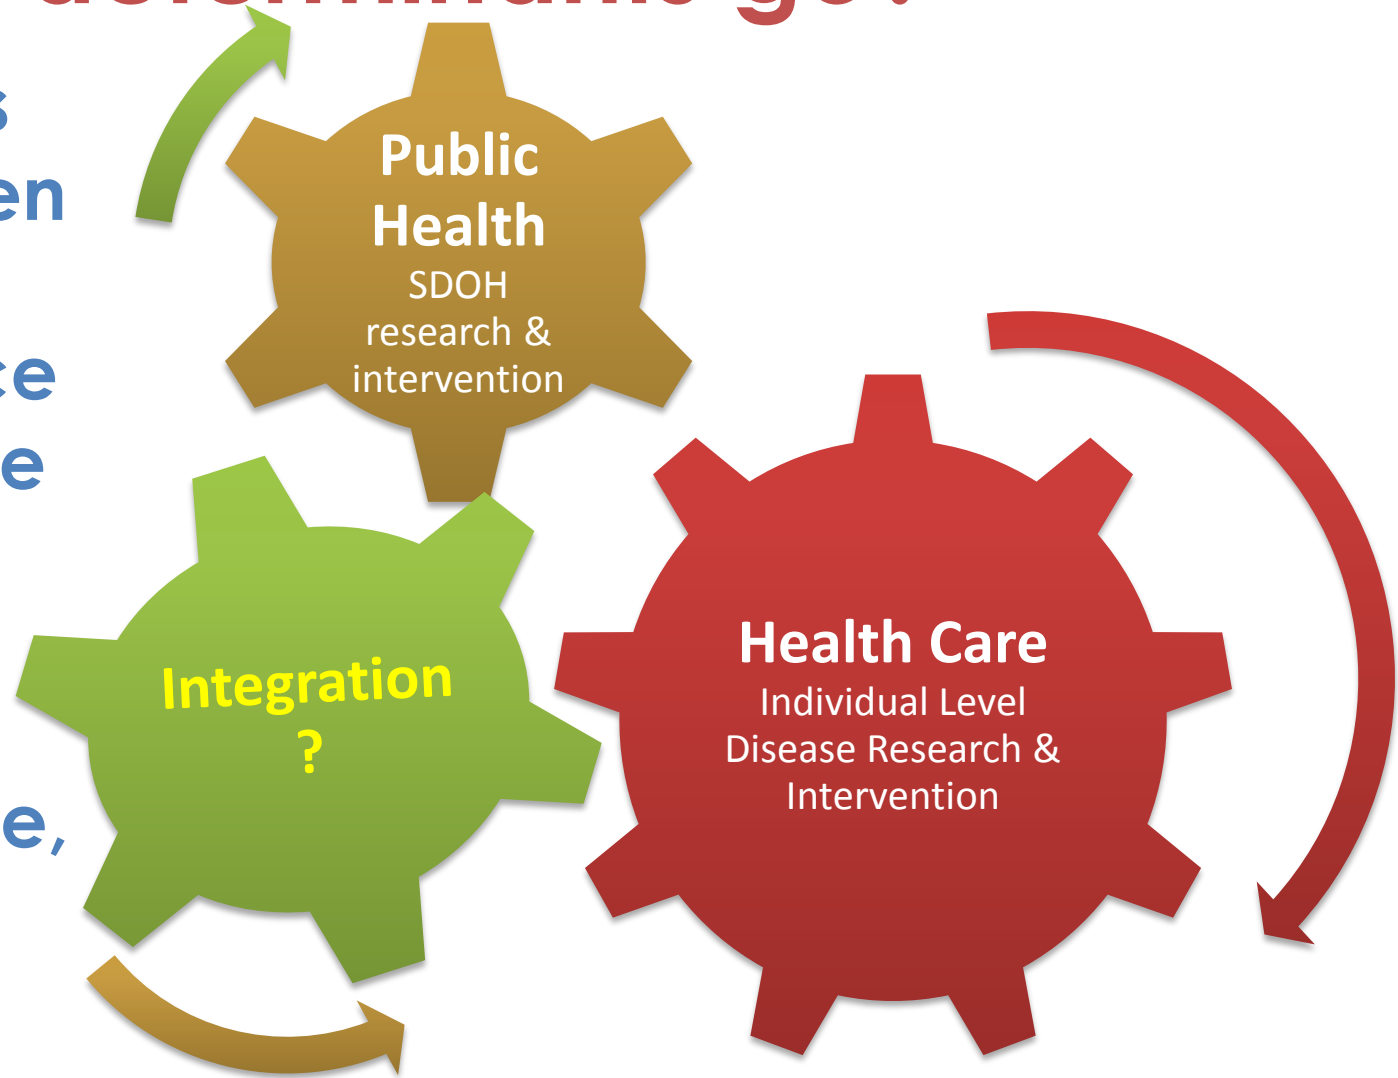 Public
Health
SDOH
research &
intervention
Integration
?
Health Care
Individual Level
Disease Research &
Intervention